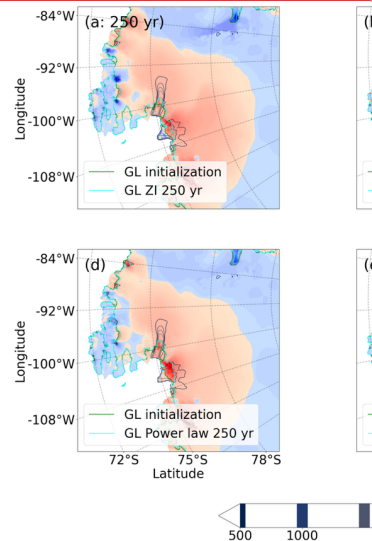 (a: 250 yr)
(b
-84°W
-92°W
-100°W
-108°W
Longitude
GL initialization
GL ZI 250 yr
(d)
(e
-84°W
-92°W
-100°W
-108°W
Longitude
GL initialization
GL Power law 250 yr
72°S 75°S 78°S
Latitude
500 1000